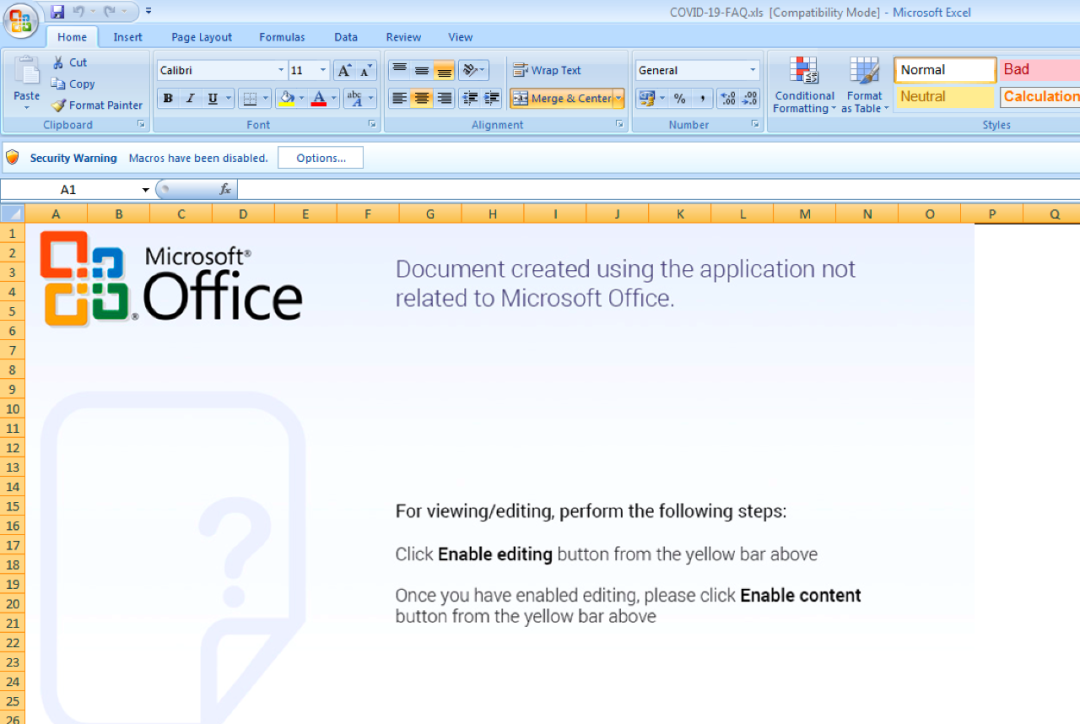 COVID-19-FAQ.xls [Compatibility Mode] - Microsoft Excel
Home Insert Page Layout Formulas Data Review View
Paste
Cut
Copy
Format Painter
Clipboard
Calibri 11
B I U abc A
Font
Wrap Text
Merge & Center
Alignment
General
% ,
Number
Conditional Formatting
Format as Table
Normal Bad
Neutral Calculation
Styles
Security Warning Macros have been disabled. Options...
A1 fx
A B C D E F G H I J K L M N O P Q
1
2
3
4
5
6
7
8
9
10
11
12
13
14
15
16
17
18
19
20
21
22
23
24
25
26
Microsoft®
Office®
Document created using the application not
related to Microsoft Office.
?
For viewing/editing, perform the following steps:
Click Enable editing button from the yellow bar above
Once you have enabled editing, please click Enable content
button from the yellow bar above